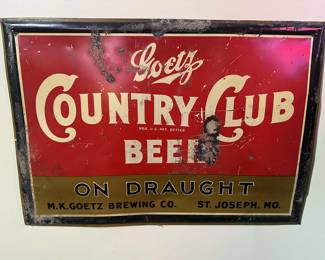 Goetz
COUNTRY CLUB
REG. U.S. PAT. OFFICE
BEER
ON DRAUGHT
M.K.GOETZ BREWING CO. ST. JOSEPH, MO.